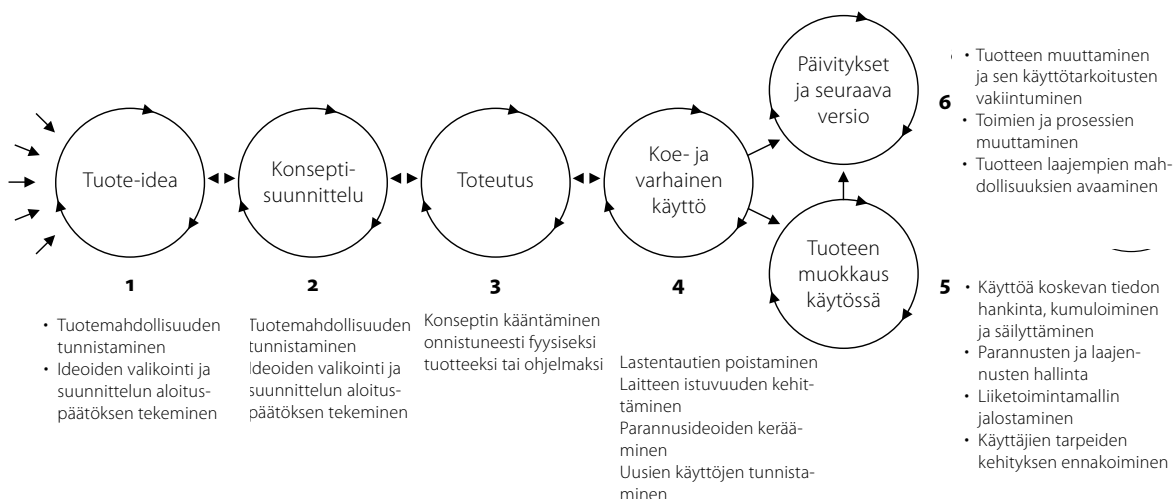 Tuote-idea
1
• Tuotemahdollisuuden
tunnistaminen
• Ideoiden valikointi ja
suunnittelun aloitus-
päätöksen tekeminen
Konsepti-
suunnittelu
2
Tuotemahdollisuuden
tunnistaminen
Ideoiden valikointi ja
suunnittelun aloitus-
päätöksen tekeminen
Toteutus
3
Konseptin kääntäminen
onnistuneesti fyysiseksi
tuotteeksi tai ohjelmaksi
Koe- ja
varhainen
käyttö
4
Lastentautien poistaminen
Laitteen istuvuuden kehit-
täminen
Parannusideoiden kerää-
minen
Uusien käyttöjen tunnista-
minen
Tuoteen
muokkaus
käytössä
5
• Käyttöä koskevan tiedon
hankinta, kumuloiminen
ja säilyttäminen
• Parannusten ja laajen-
nusten hallinta
• Liiketoimintamallin
jalostaminen
• Käyttäjien tarpeiden
kehityksen ennakoiminen
Päivitykset
ja seuraava
versio
6
• Tuotteen muuttaminen
ja sen käyttötarkoitusten
vakiintuminen
• Toimien ja prosessien
muuttaminen
• Tuotteen laajempien mah-
dollisuuksien avaaminen